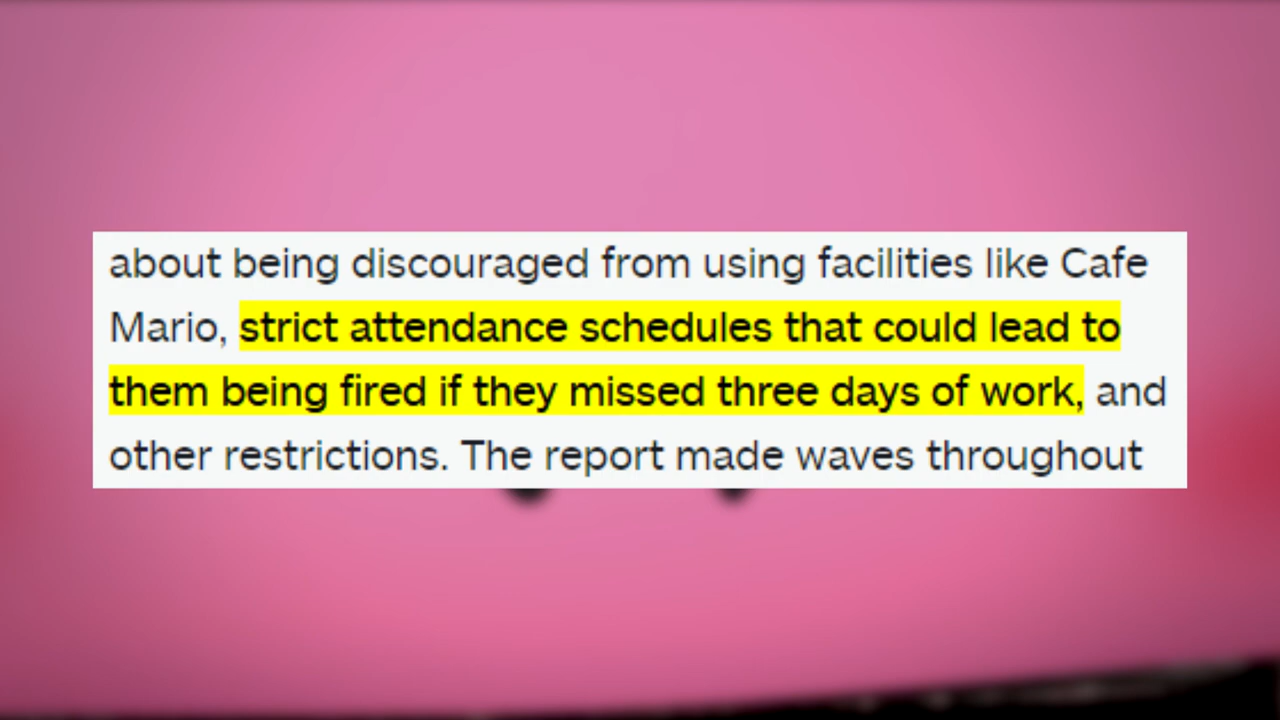 about being discouraged from using facilities like Cafe
Mario, strict attendance schedules that could lead to
them being fired if they missed three days of work, and
other restrictions. The report made waves throughout